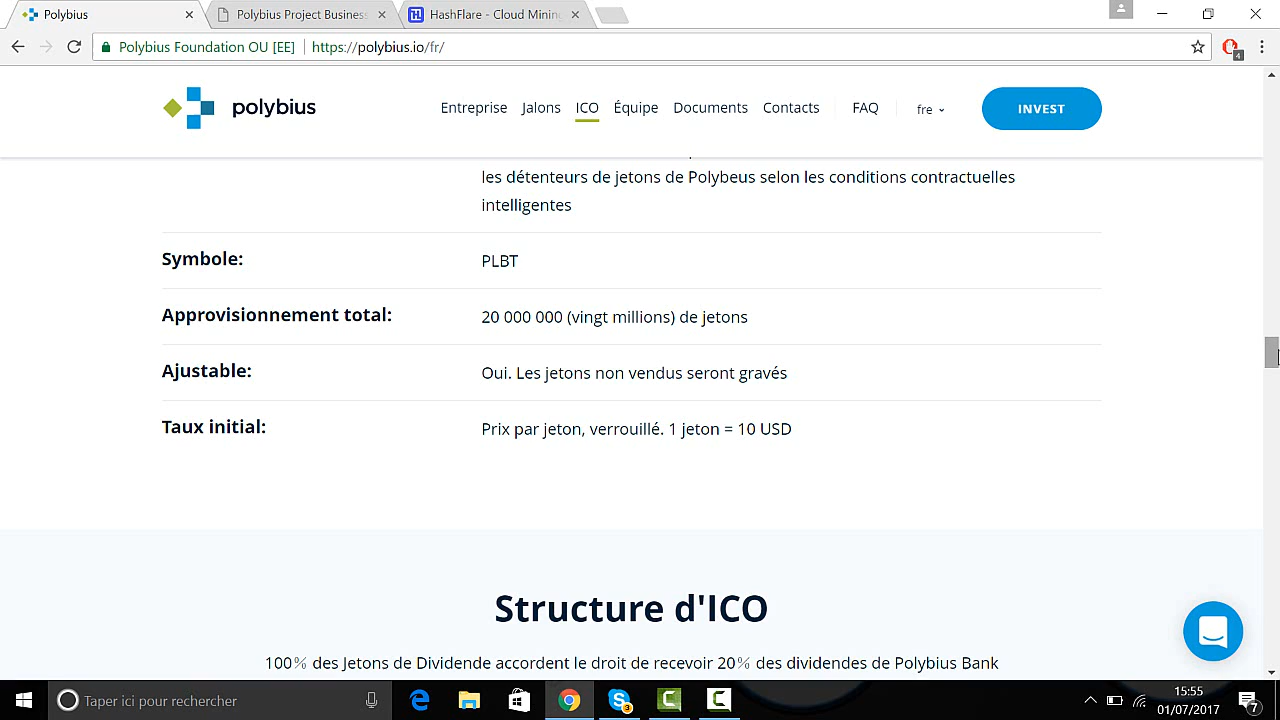 Polybius
Polybius Project Business
HashFlare - Cloud Mining
Polybius Foundation OU [EE]
https://polybius.io/fr/
4
polybius
Entreprise
Jalons
ICO
Équipe
Documents
Contacts
FAQ
fre
INVEST
les détenteurs de jetons de Polybeus selon les conditions contractuelles
intelligentes
Symbole:
PLBT
Approvisionnement total:
20 000 000 (vingt millions) de jetons
Ajustable:
Oui. Les jetons non vendus seront gravés
Taux initial:
Prix par jeton, verrouillé. 1 jeton = 10 USD
Structure d'ICO
100% des Jetons de Dividende accordent le droit de recevoir 20% des dividendes de Polybius Bank
Taper ici pour rechercher
3
15:55
01/07/2017
7